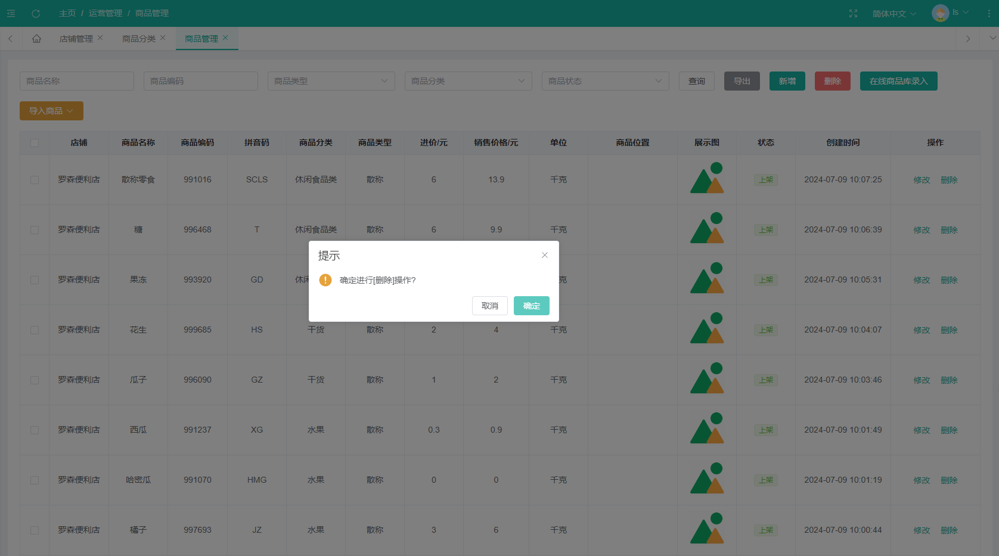 主页 / 运营管理 / 商品管理 简体中文 ls
店铺管理 商品分类 商品管理
商品名称 商品编码 商品类型 商品分类 商品状态 查询 导出 新增 删除 在线商品库录入
导入商品
店铺 商品名称 商品编码 拼音码 商品分类 商品类型 进价/元 销售价格/元 单位 商品位置 展示图 状态 创建时间 操作
罗森便利店 散称零食 991016 SCLS 休闲食品类 散称 6 13.9 千克 上架 2024-07-09 10:07:25 修改 删除
罗森便利店 糖 996468 T 休闲食品类 散称 6 9.9 千克 上架 2024-07-09 10:06:39 修改 删除
罗森便利店 果冻 993920 GD 休闲 克 上架 2024-07-09 10:05:31 修改 删除
提示
确定进行[删除]操作?
取消 确定
罗森便利店 花生 999685 HS 干货 散称 2 4 千克 上架 2024-07-09 10:04:07 修改 删除
罗森便利店 瓜子 996090 GZ 干货 散称 1 2 千克 上架 2024-07-09 10:03:46 修改 删除
罗森便利店 西瓜 991237 XG 水果 散称 0.3 0.9 千克 上架 2024-07-09 10:01:49 修改 删除
罗森便利店 哈密瓜 991070 HMG 水果 散称 0 0 千克 上架 2024-07-09 10:01:19 修改 删除
罗森便利店 橘子 997693 JZ 水果 散称 3 6 千克 上架 2024-07-09 10:00:44 修改 删除